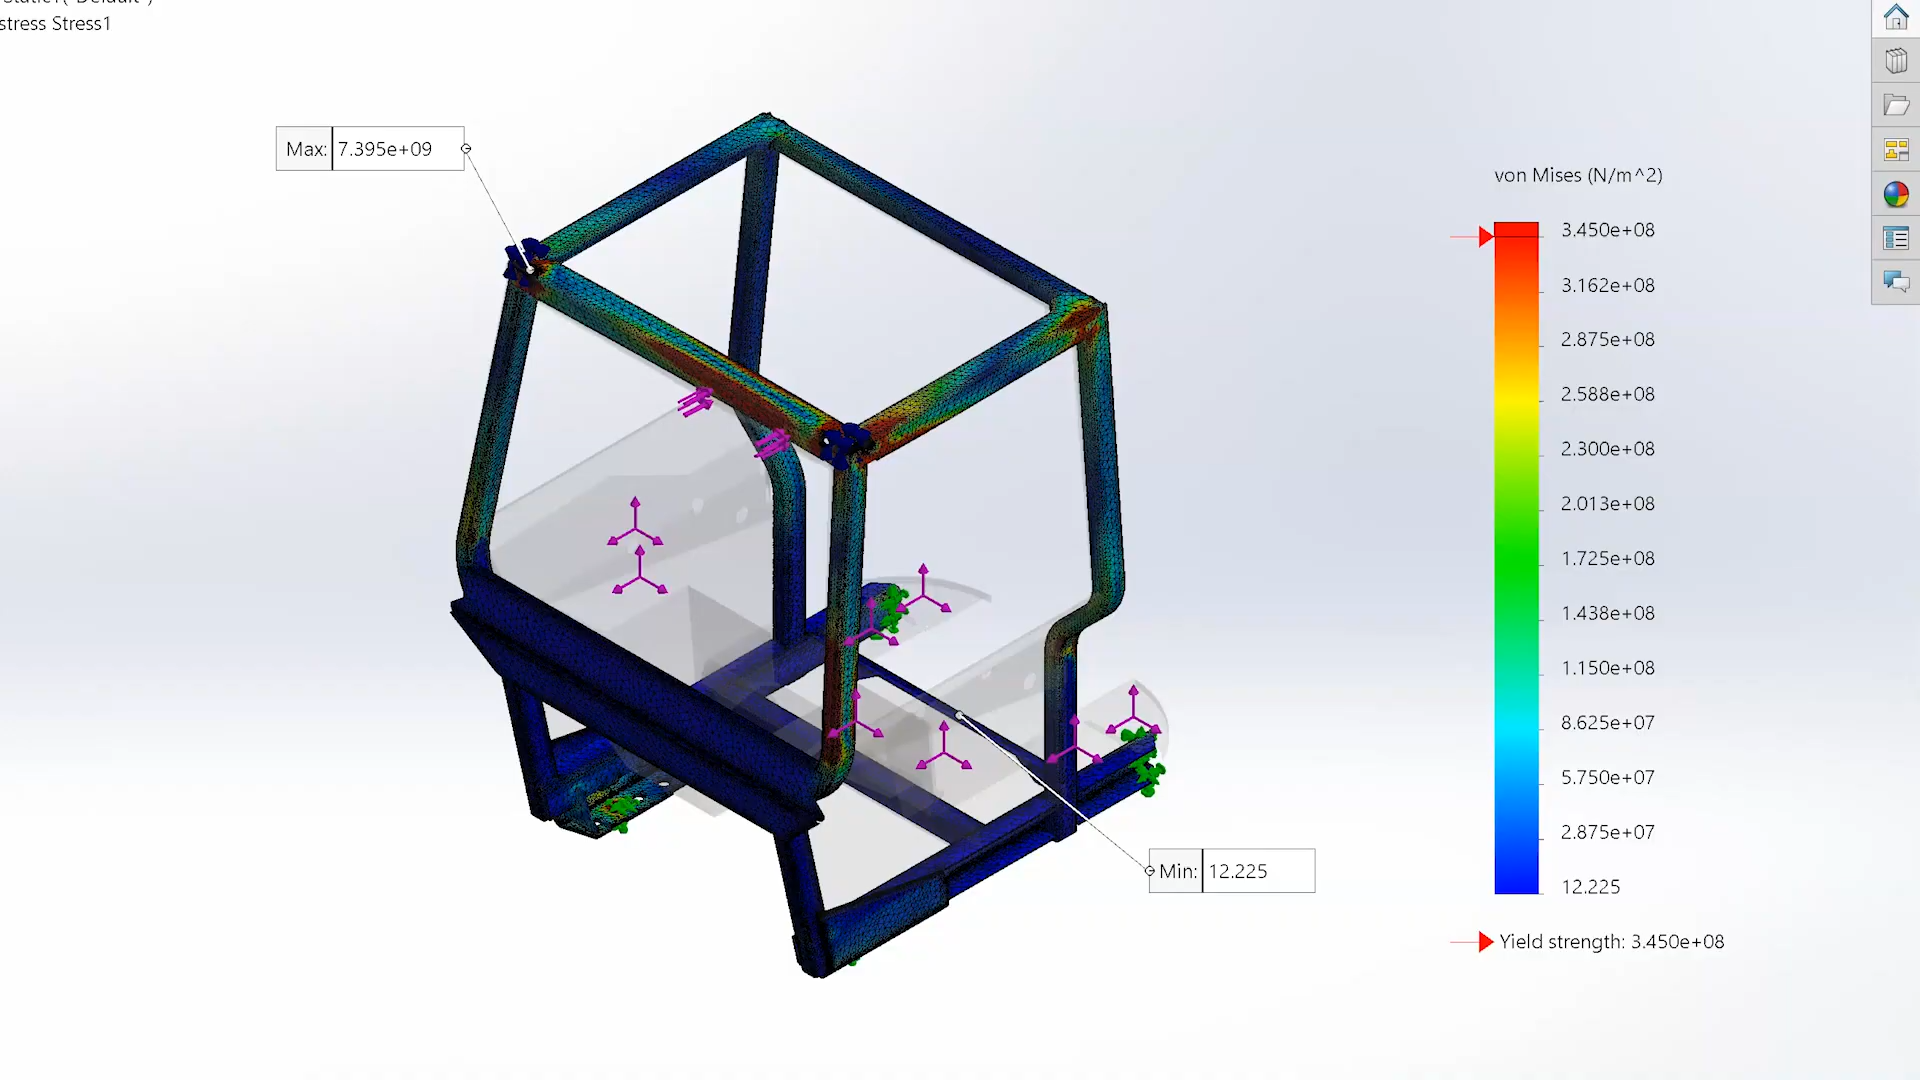 stress Stress1
Max: 7.395e+09
von Mises (N/m^2)
3.450e+08
3.162e+08
2.875e+08
2.588e+08
2.300e+08
2.013e+08
1.725e+08
1.438e+08
1.150e+08
8.625e+07
5.750e+07
2.875e+07
12.225
Min: 12.225
Yield strength: 3.450e+08